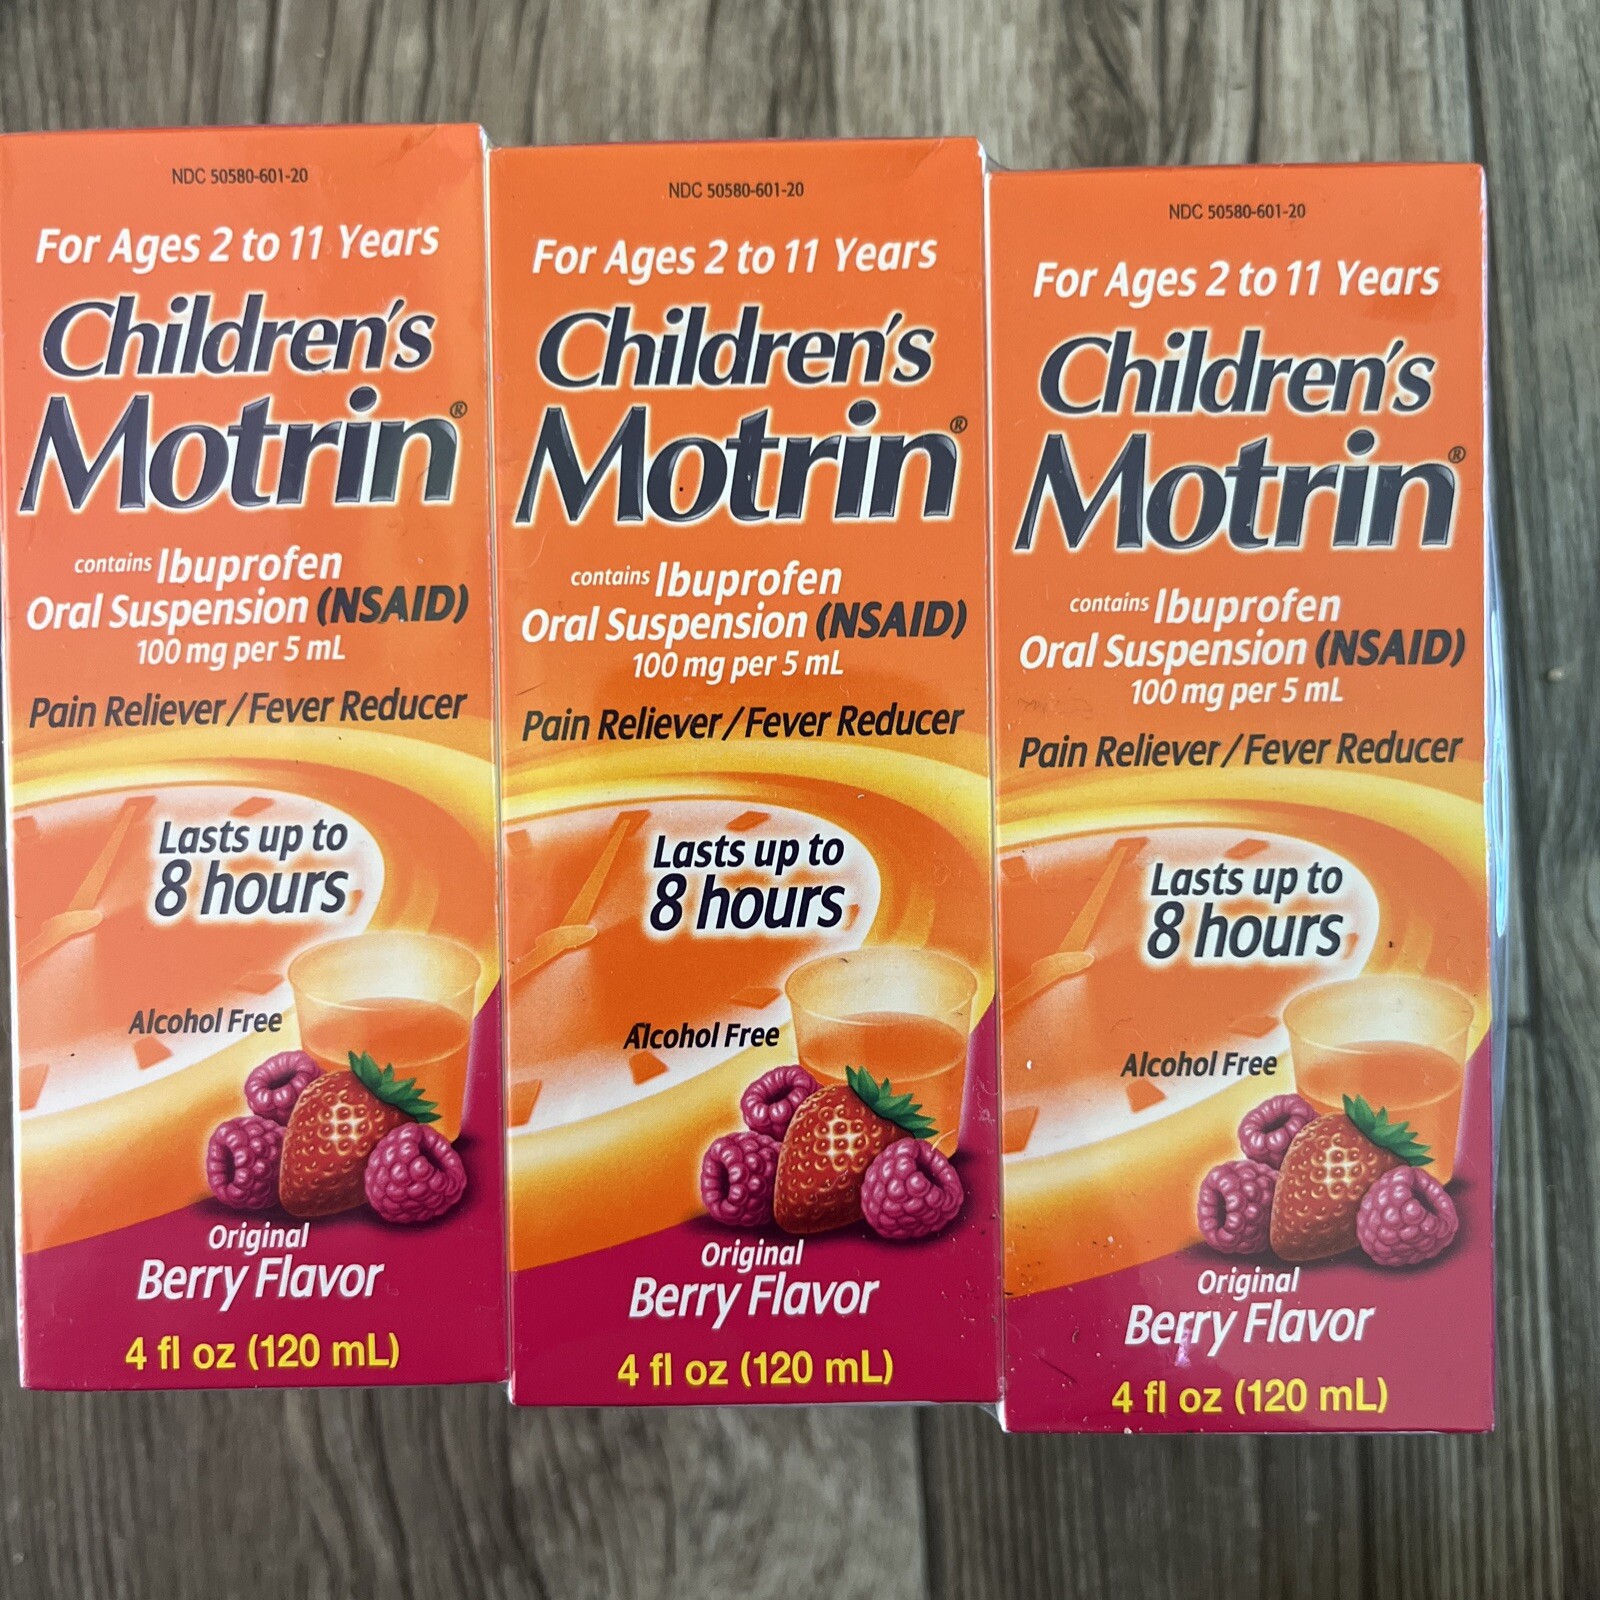 NDC 50580-601-20
For Ages 2 to 11 Years
Children's
Motrin®
contains Ibuprofen
Oral Suspension (NSAID)
100 mg per 5 mL
Pain Reliever/Fever Reducer
Lasts up to
8 hours
Alcohol Free
Original
Berry Flavor
4 fl oz (120 mL)
NDC 50580-601-20
For Ages 2 to 11 Years
Children's
Motrin®
contains Ibuprofen
Oral Suspension (NSAID)
100 mg per 5 mL
Pain Reliever/Fever Reducer
Lasts up to
8 hours
Alcohol Free
Original
Berry Flavor
4 fl oz (120 mL)
NDC 50580-601-20
For Ages 2 to 11 Years
Children's
Motrin®
contains Ibuprofen
Oral Suspension (NSAID)
100 mg per 5 mL
Pain Reliever/Fever Reducer
Lasts up to
8 hours
Alcohol Free
Original
Berry Flavor
4 fl oz (120 mL)